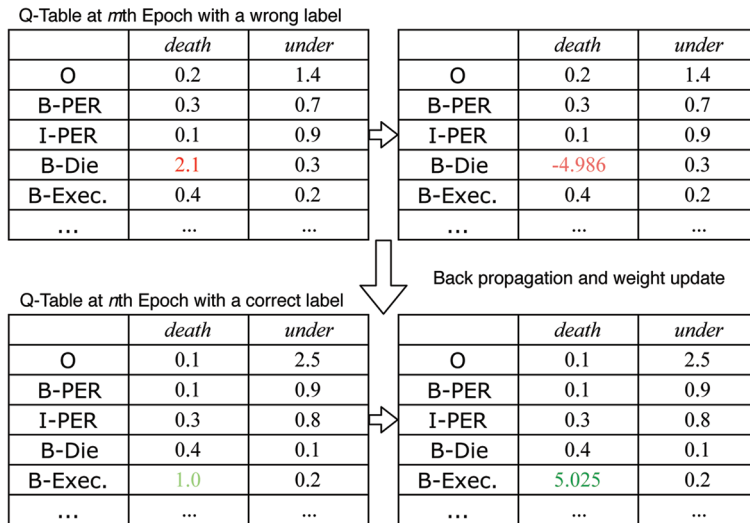 Q-Table at mth Epoch with a wrong label
death under
O 0.2 1.4
B-PER 0.3 0.7
I-PER 0.1 0.9
B-Die 2.1 0.3
B-Exec. 0.4 0.2
... ... ...
death under
O 0.2 1.4
B-PER 0.3 0.7
I-PER 0.1 0.9
B-Die -4.986 0.3
B-Exec. 0.4 0.2
... ... ...
Back propagation and weight update
Q-Table at nth Epoch with a correct label
death under
O 0.1 2.5
B-PER 0.1 0.9
I-PER 0.3 0.8
B-Die 0.4 0.1
B-Exec. 1.0 0.2
... ... ...
death under
O 0.1 2.5
B-PER 0.1 0.9
I-PER 0.3 0.8
B-Die 0.4 0.1
B-Exec. 5.025 0.2
... ... ...